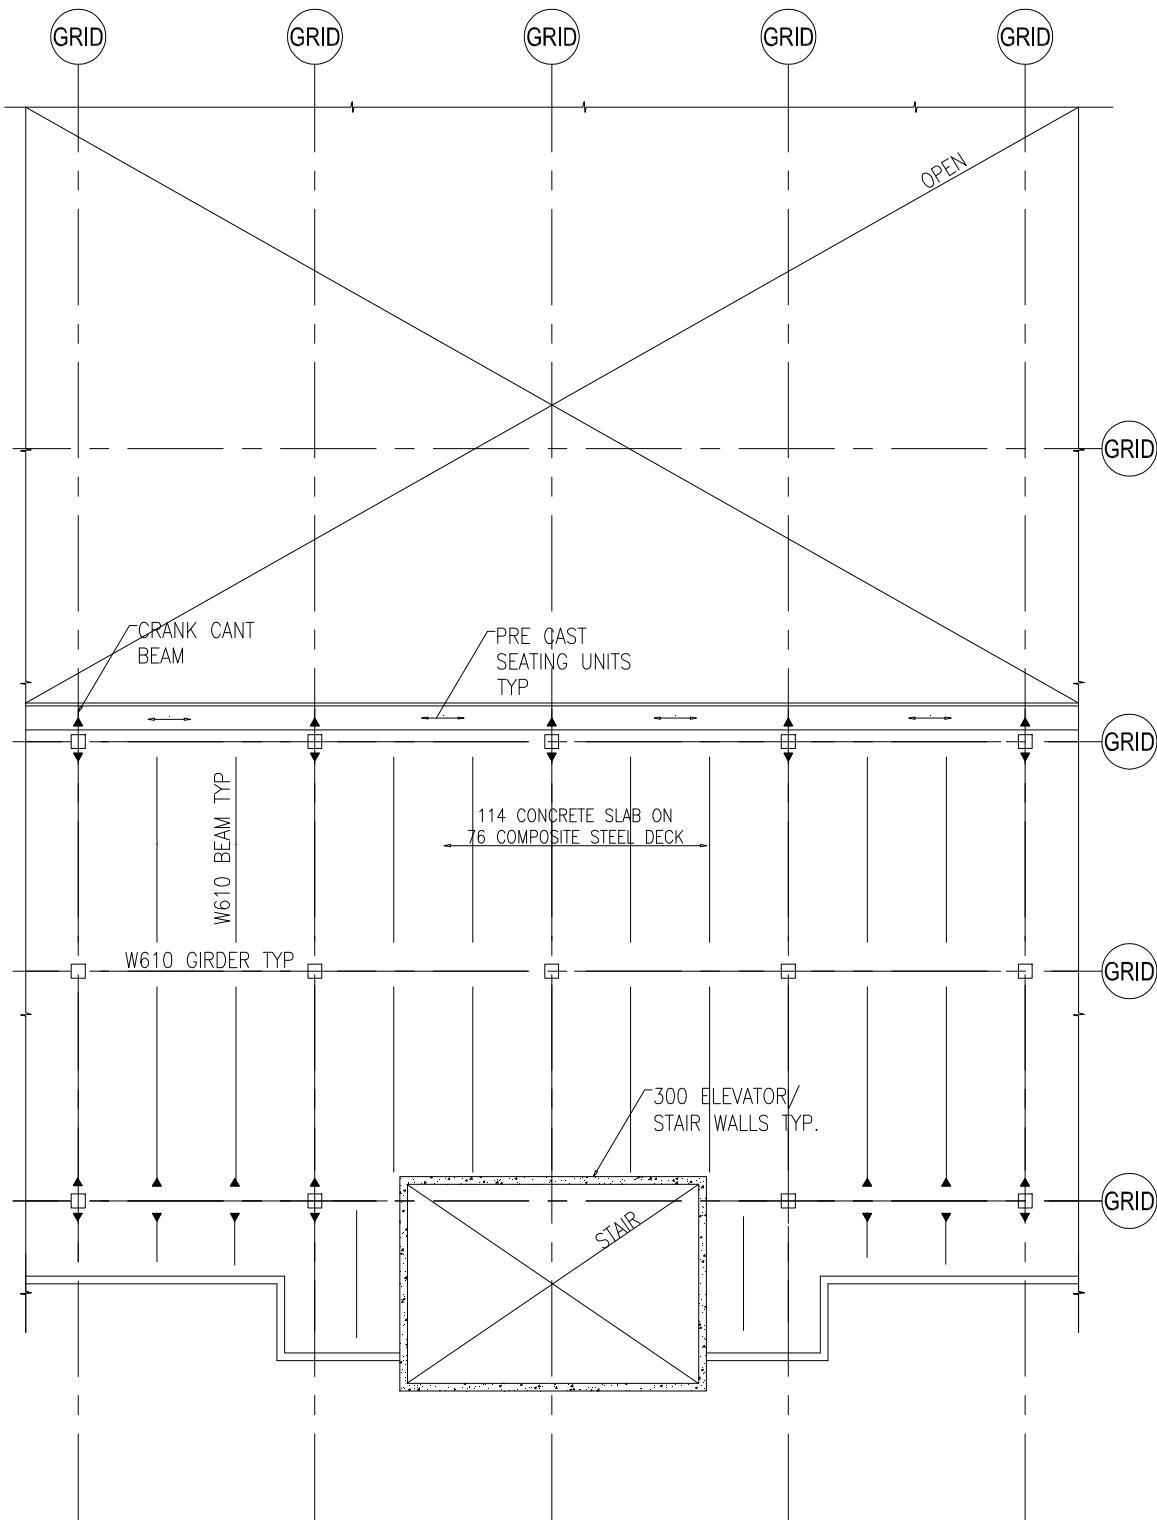 GRID
GRID
GRID
GRID
GRID
OPEN
GRID
CRANK CANT
BEAM
PRE CAST
SEATING UNITS
TYP
GRID
W610 BEAM TYP
114 CONCRETE SLAB ON
76 COMPOSITE STEEL DECK
W610 GIRDER TYP
GRID
300 ELEVATOR/
STAIR WALLS TYP.
GRID
STAIR